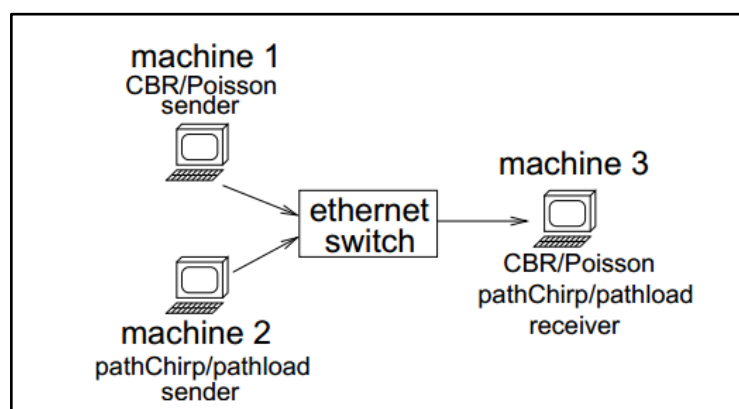 machine 1
CBR/Poisson
sender
machine 2
pathChirp/pathload
sender
ethernet
switch
machine 3
CBR/Poisson
pathChirp/pathload
receiver